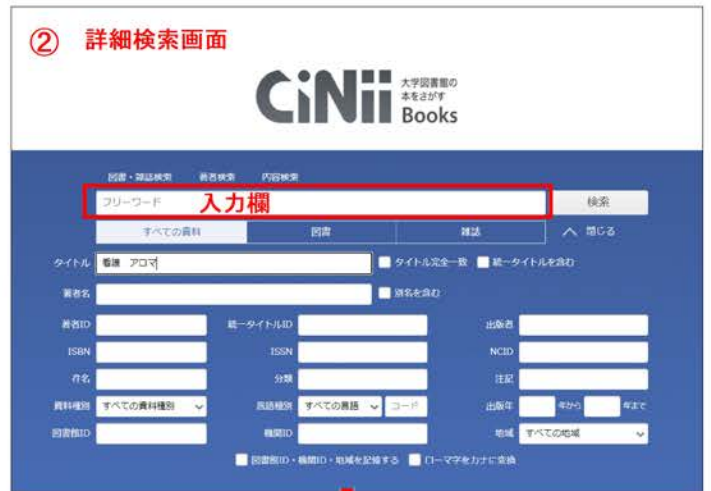 ② 詳細検索画面
CiNii 大学図書館の
本をさがす
Books
図書・雑誌検索 著者検索 内容検索
フリーワード 入力欄 検索
すべての資料 図書 雑誌 閉じる
タイトル 看護 アロマ タイトル完全一致 統一タイトルを含む
著者名 別名を含む
著者ID 統一タイトルID 出版者
ISBN ISSN NCID
件名 分類 注記
資料種別 すべての資料種別 言語種別 すべての言語 コード 出版年 年から 年まで
図書館ID 機関ID 地域 すべての地域
図書館ID・機関ID・地域を記憶する ローマ字をカナに変換